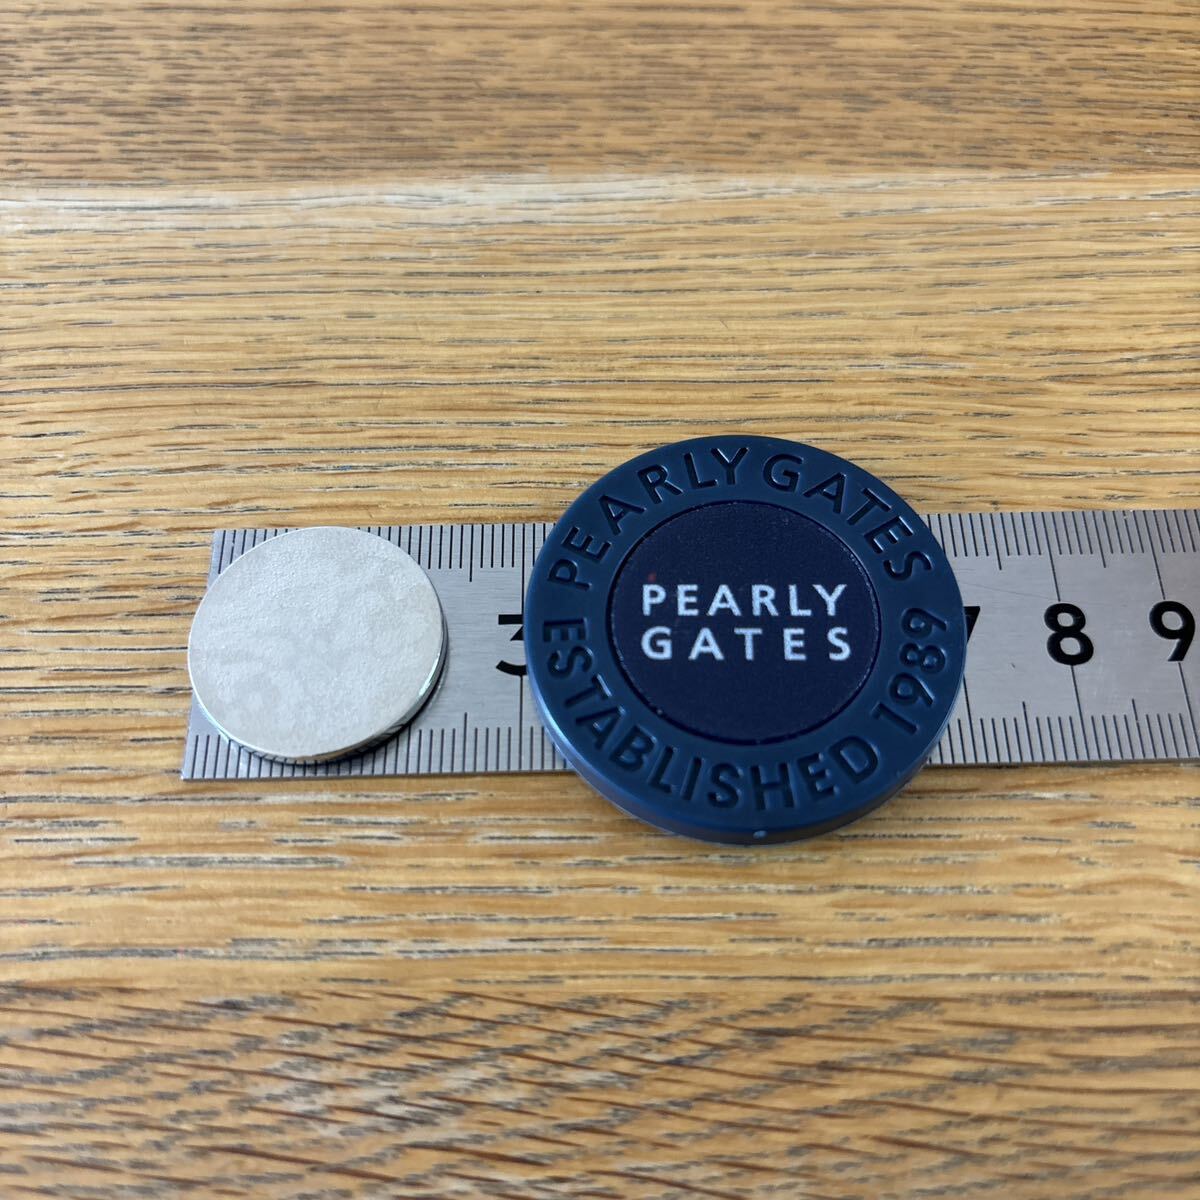 PEARLY GATES
ESTABLISHED 1989
PEARLY
GATES
3
7
8
9